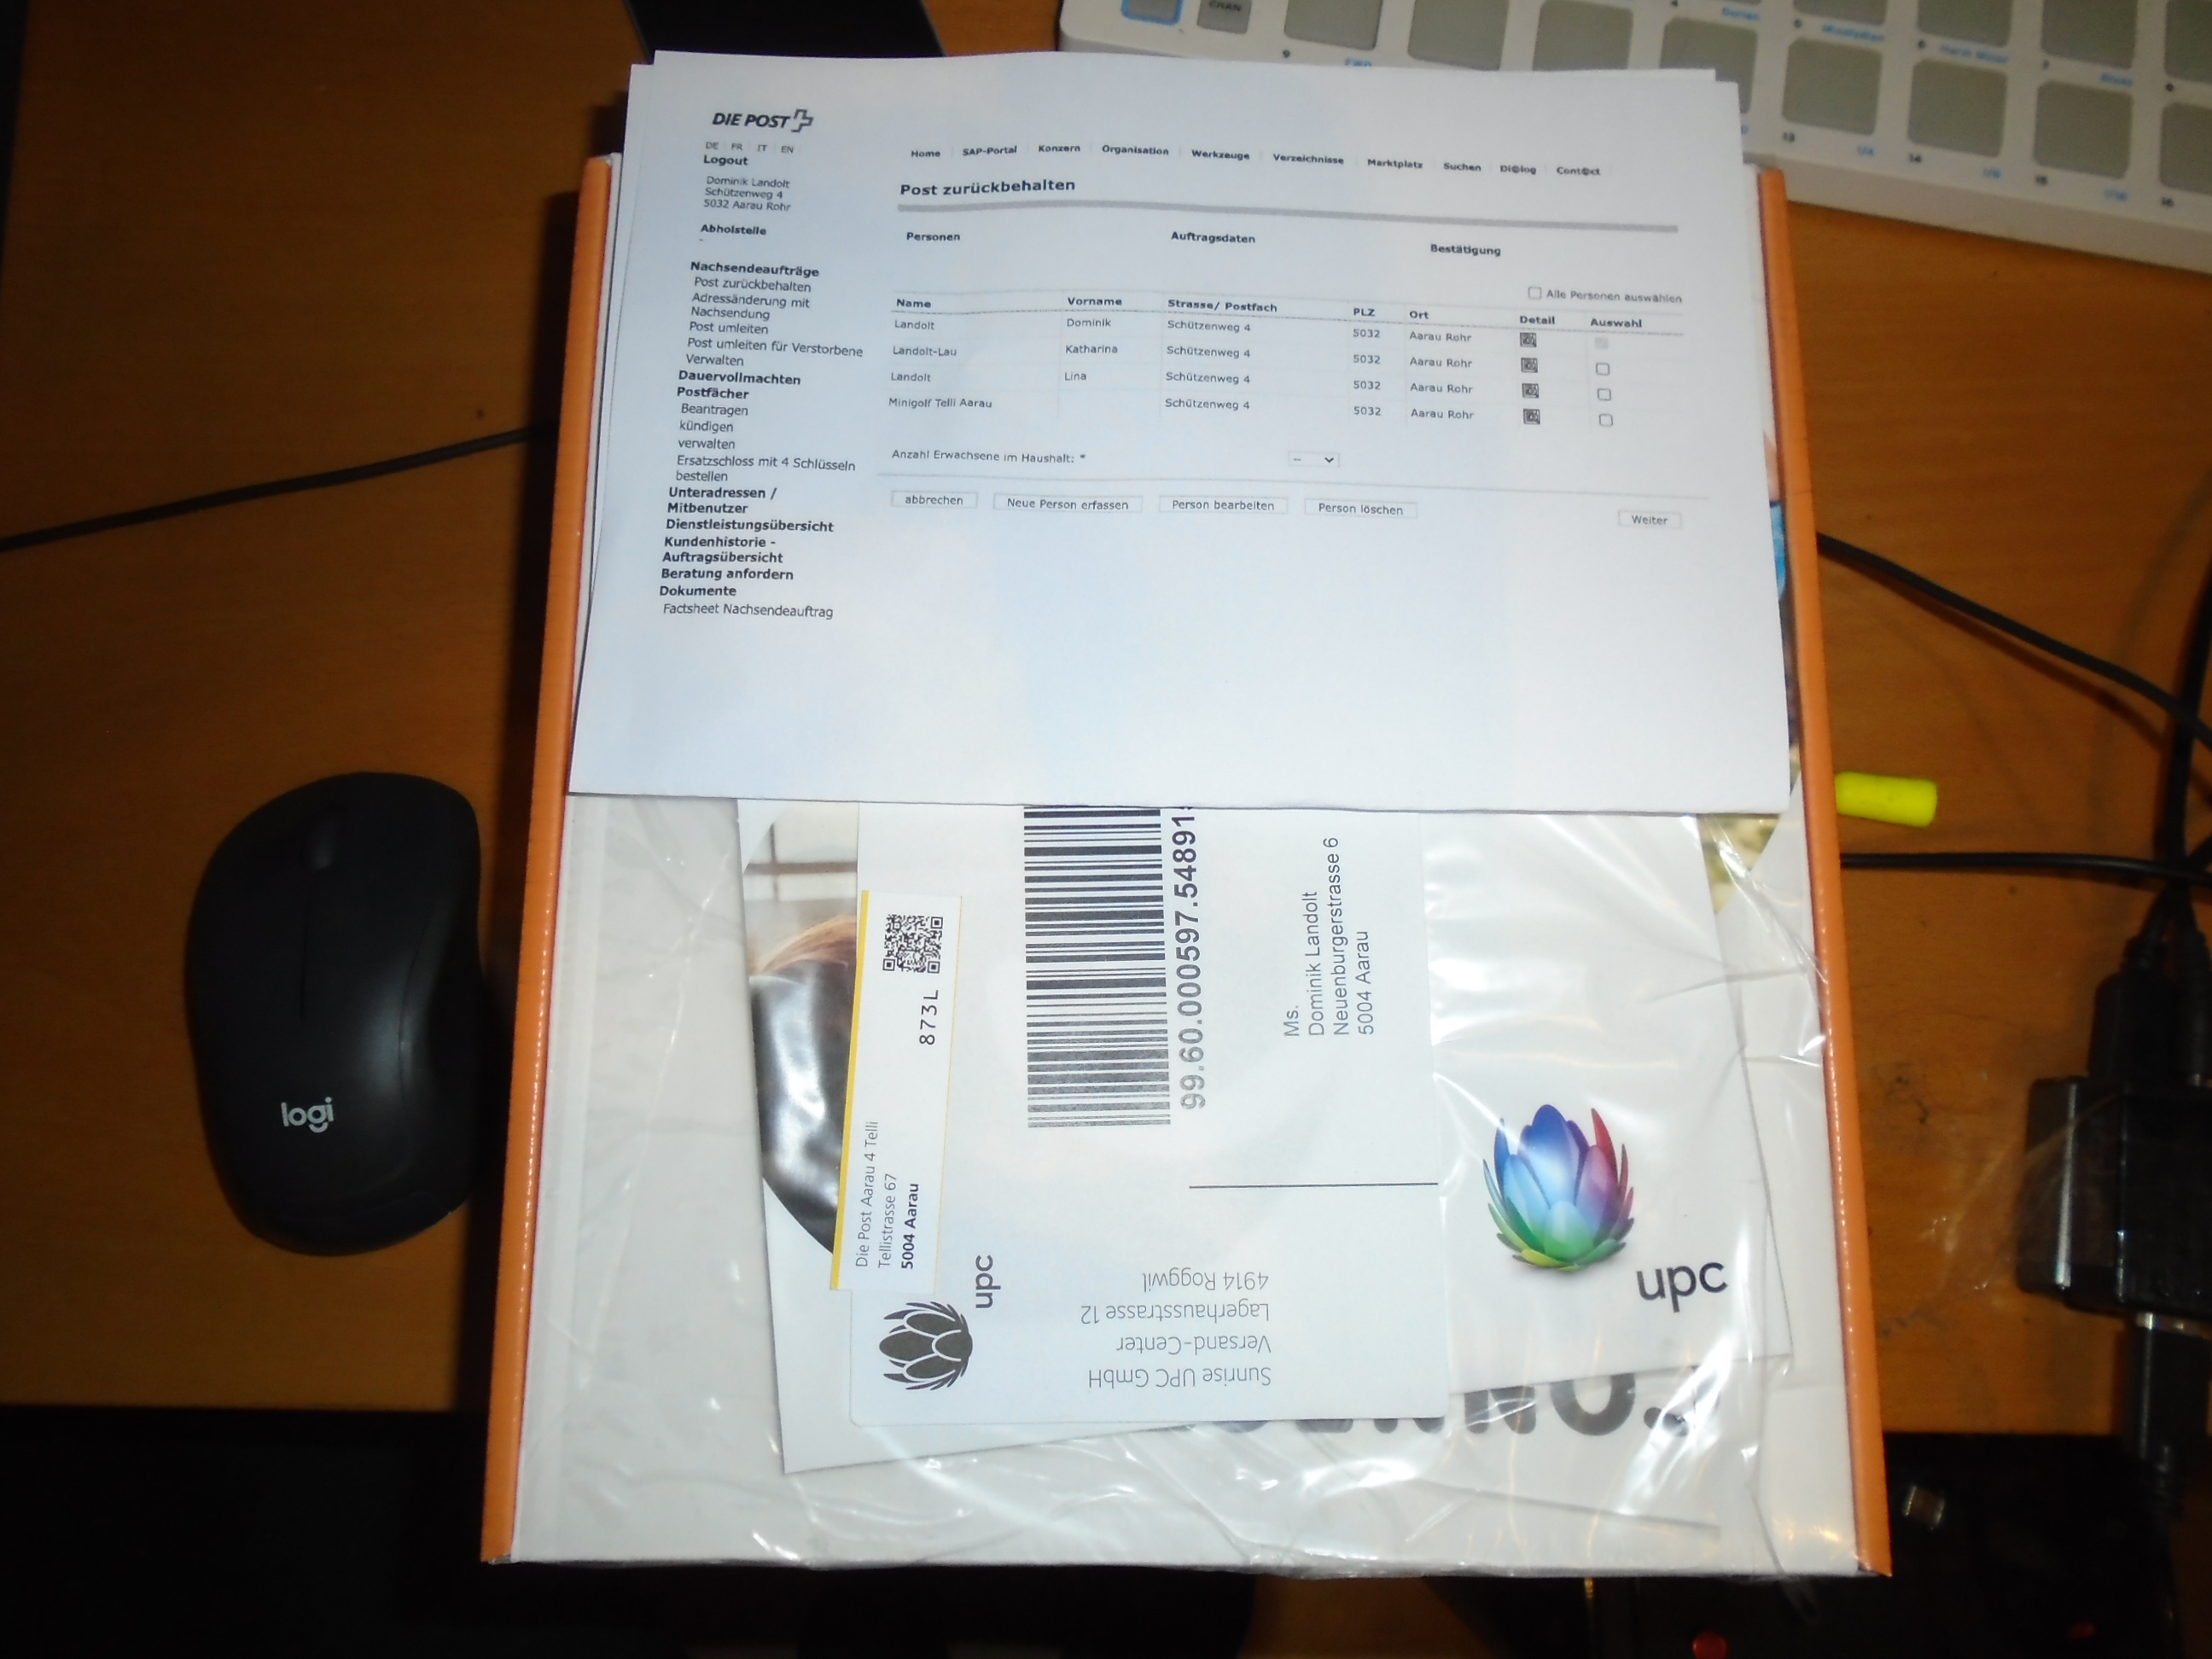 DIE POST
DE FR IT EN
Logout
Dominik Landolt
Schützenweg 4
5032 Aarau Rohr
Abholstelle
-
Nachsendeaufträge
Post zurückbehalten
Adressänderung mit
Nachsendung
Post umleiten
Post umleiten für Verstorbene
Verwalten
Dauervollmachten
Postfächer
Beantragen
kündigen
verwalten
Ersatzschloss mit 4 Schlüsseln
bestellen
Unteradressen /
Mitbenutzer
Dienstleistungsübersicht
Kundenhistorie -
Auftragsübersicht
Beratung anfordern
Dokumente
Factsheet Nachsendeauftrag
Home SAP-Portal Konzern Organisation Werkzeuge Verzeichnisse Marktplatz Suchen Di@log Cont@ct
Post zurückbehalten
Personen Auftragsdaten Bestätigung
Alle Personen auswählen
Name Vorname Strasse/ Postfach PLZ Ort Detail Auswahl
Landolt Dominik Schützenweg 4 5032 Aarau Rohr
Landolt-Lau Katharina Schützenweg 4 5032 Aarau Rohr
Landolt Lina Schützenweg 4 5032 Aarau Rohr
Minigolf Telli Aarau Schützenweg 4 5032 Aarau Rohr
Anzahl Erwachsene im Haushalt: * --
abbrechen Neue Person erfassen Person bearbeiten Person löschen
Weiter
CHAN
logi
Die Post Aarau 4 Telli
Tellistrasse 67
5004 Aarau
873L
99.60.000597.54891
Ms.
Dominik Landolt
Neuenburgerstrasse 6
5004 Aarau
upc
Sunrise UPC GmbH
Versand-Center
Lagerhausstrasse 12
4914 Roggwil
upc